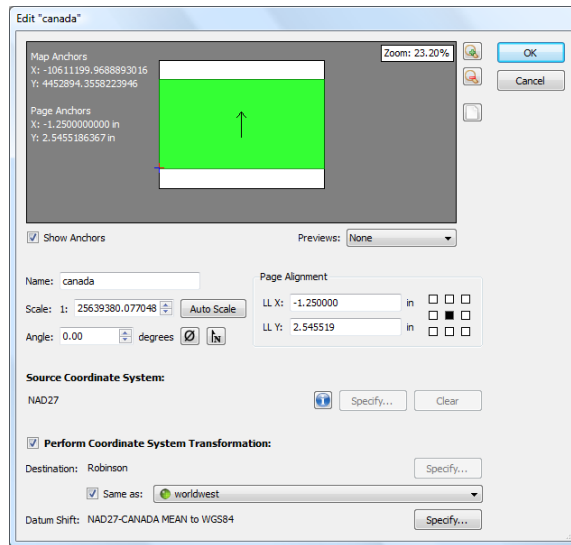 Edit "canada"
Map Anchors
X: -10611199.9688893016
Y: 4452894.3558223946
Page Anchors
X: -1.2500000000 in
Y: 2.5455186367 in
Zoom: 23.20%
OK
Cancel
Show Anchors
Previews: None
Name: canada
Scale: 1: 25639380.077048 Auto Scale
Angle: 0.00 degrees Ø N
Page Alignment
LL X: -1.250000 in
LL Y: 2.545519 in
Source Coordinate System:
NAD27 i Specify... Clear
Perform Coordinate System Transformation:
Destination: Robinson Specify...
Same as: worldwest
Datum Shift: NAD27-CANADA MEAN to WGS84 Specify...